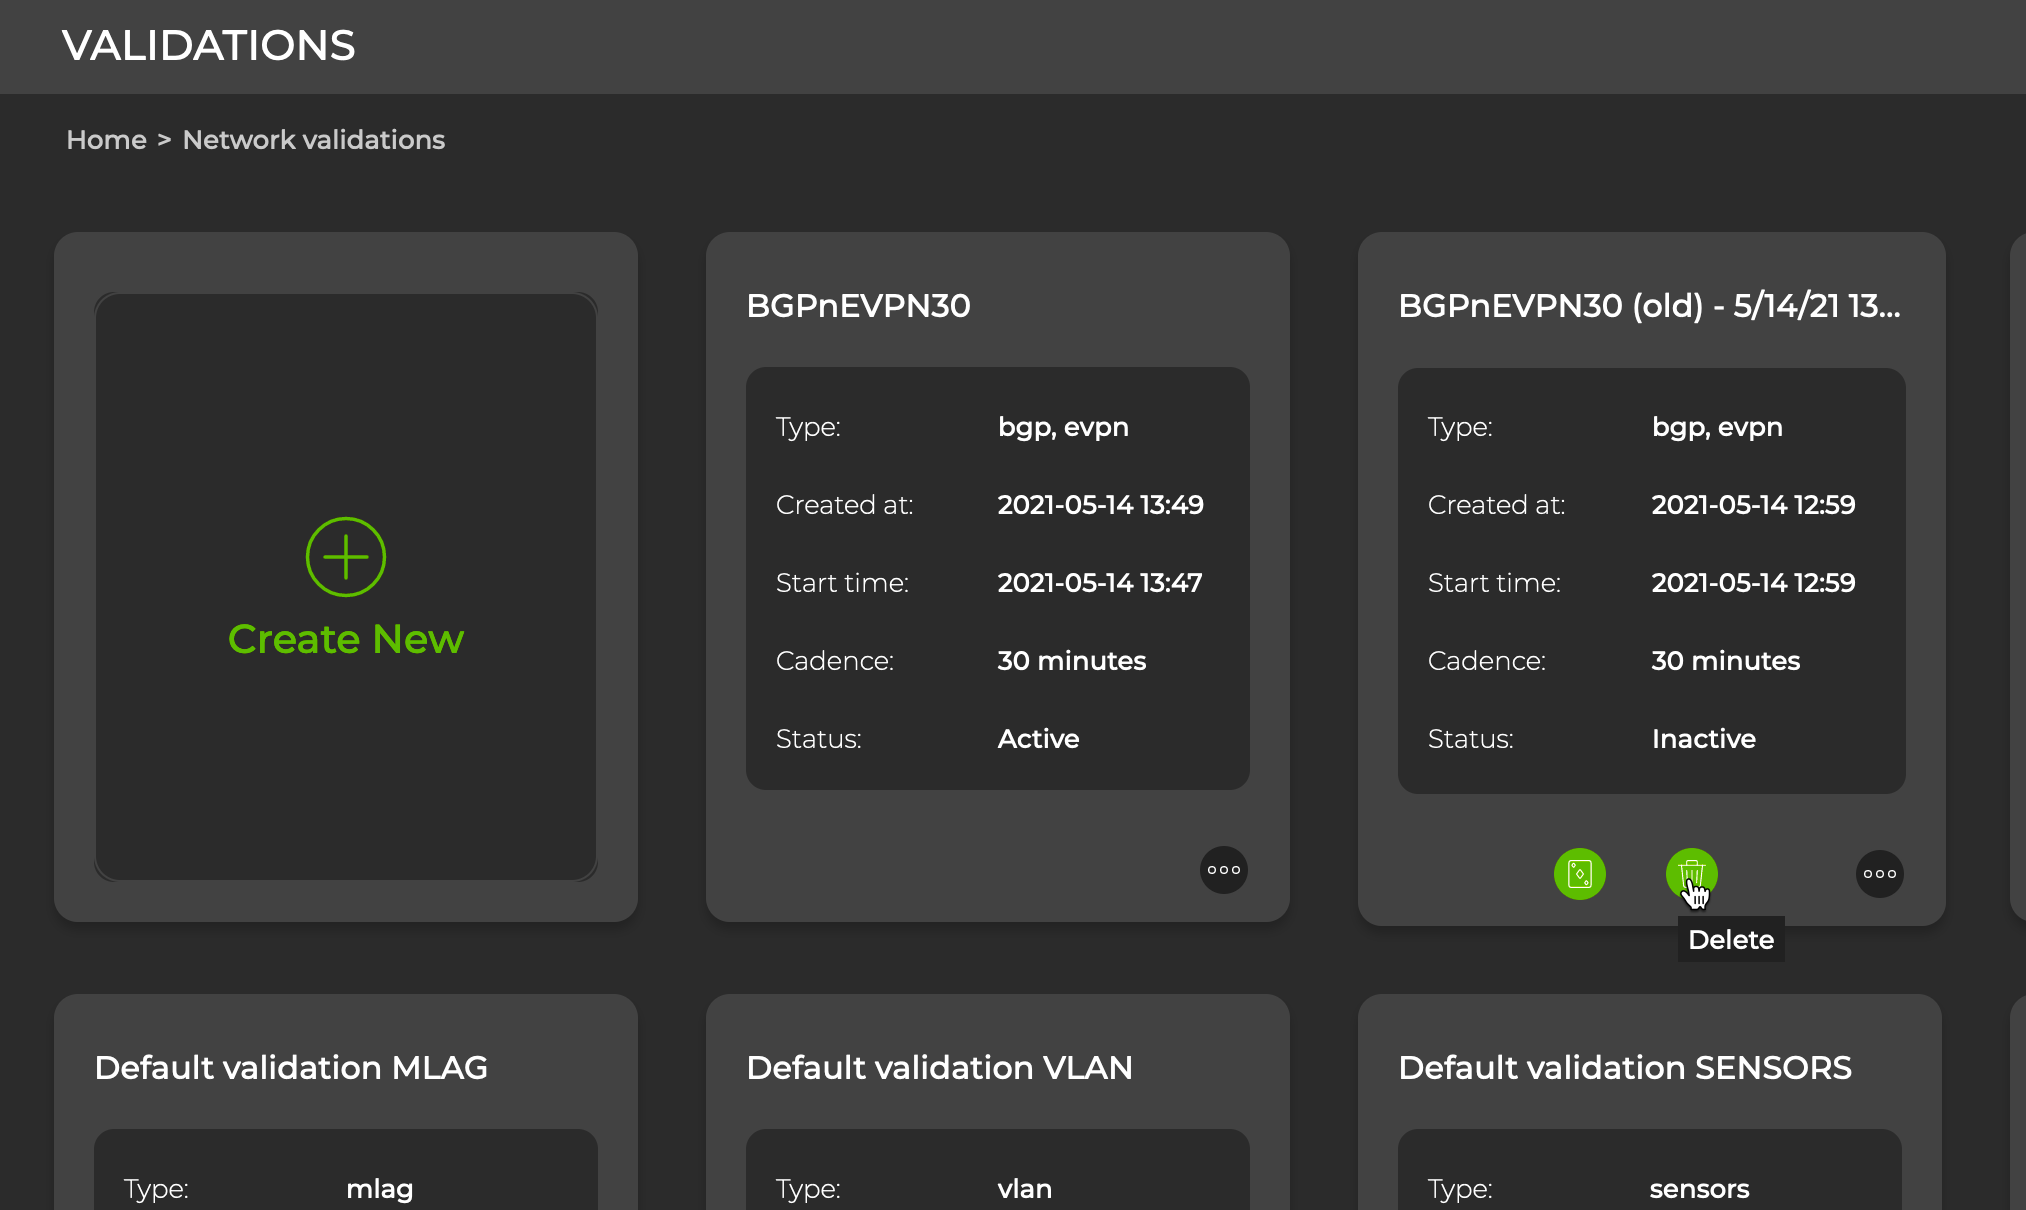 VALIDATIONS
Home > Network validations
Create New
BGPnEVPN30
Type: bgp, evpn
Created at: 2021-05-14 13:49
Start time: 2021-05-14 13:47
Cadence: 30 minutes
Status: Active
BGPnEVPN30 (old) - 5/14/21 13...
Type: bgp, evpn
Created at: 2021-05-14 12:59
Start time: 2021-05-14 12:59
Cadence: 30 minutes
Status: Inactive
Delete
Default validation MLAG
Type: mlag
Default validation VLAN
Type: vlan
Default validation SENSORS
Type: sensors